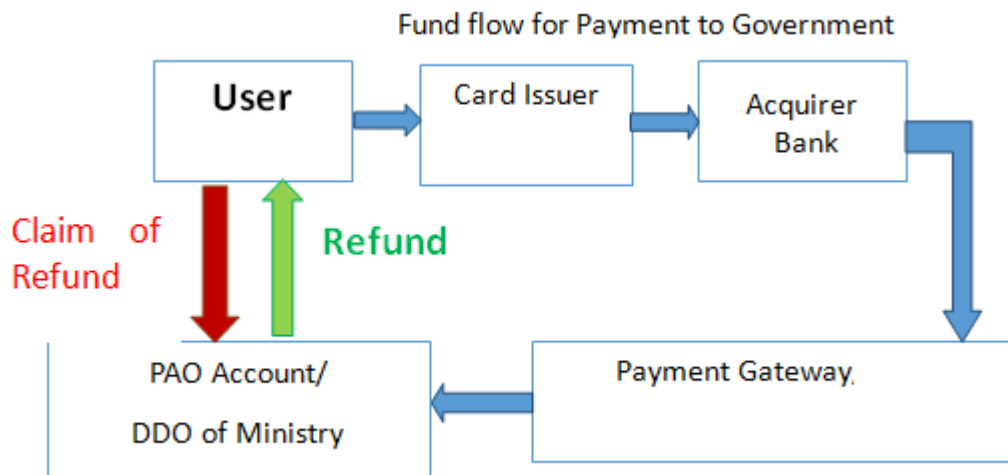 Fund flow for Payment to Government
User
Card Issuer
Acquirer
Bank
Claim of
Refund
Refund
PAO Account/
DDO of Ministry
Payment Gateway,